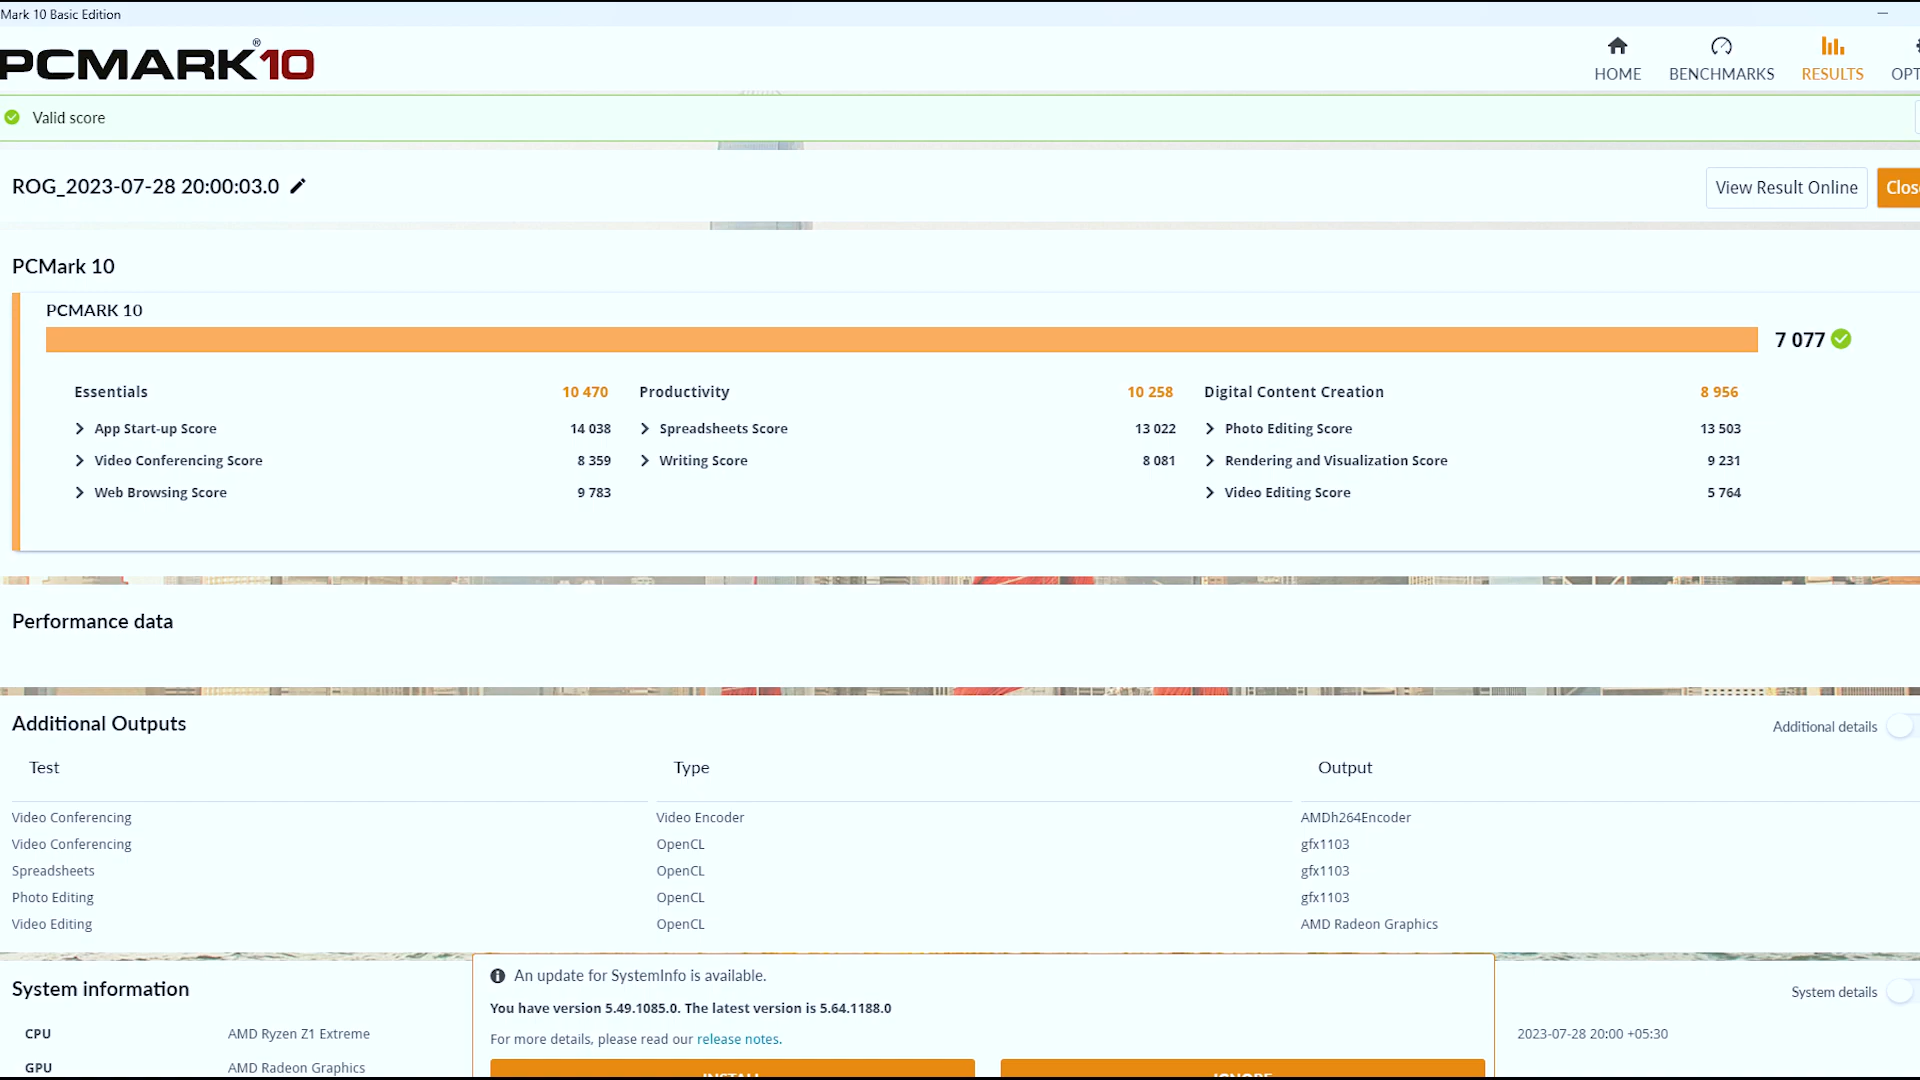 Mark 10 Basic Edition
PCMARK®10
HOME BENCHMARKS RESULTS OPT
Valid score
ROG_2023-07-28 20:00:03.0 View Result Online Clos
PCMark 10
PCMARK 10
7 077
Essentials 10 470 Productivity 10 258 Digital Content Creation 8 956
App Start-up Score 14 038 Spreadsheets Score 13 022 Photo Editing Score 13 503
Video Conferencing Score 8 359 Writing Score 8 081 Rendering and Visualization Score 9 231
Web Browsing Score 9 783 Video Editing Score 5 764
Performance data
Additional Outputs Additional details
Test Type Output
Video Conferencing Video Encoder AMDh264Encoder
Video Conferencing OpenCL gfx1103
Spreadsheets OpenCL gfx1103
Photo Editing OpenCL gfx1103
Video Editing OpenCL AMD Radeon Graphics
An update for SystemInfo is available.
System information System details
You have version 5.49.1085.0. The latest version is 5.64.1188.0
CPU AMD Ryzen Z1 Extreme 2023-07-28 20:00 +05:30
For more details, please read our release notes.
GPU AMD Radeon Graphics
INSTALL IGNORE